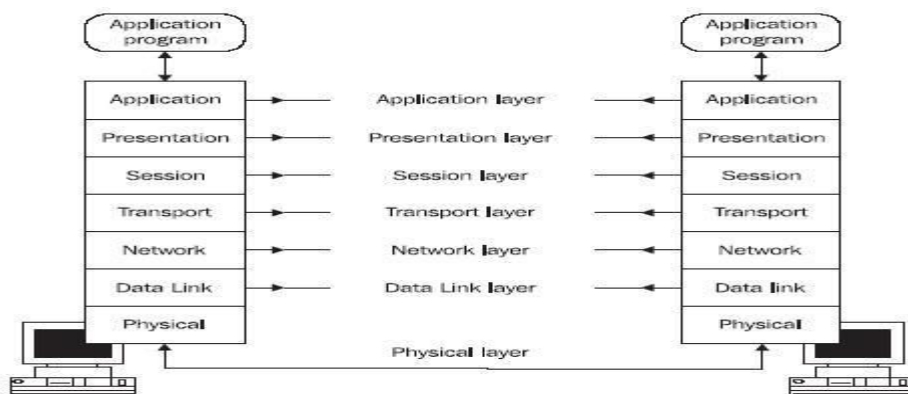 Application
program
Application
program
Application
Application layer
Application
Presentation
Presentation layer
Presentation
Session
Session layer
Session
Transport
Transport layer
Transport
Network
Network layer
Network
Data Link
Data Link layer
Data link
Physical
Physical
Physical layer